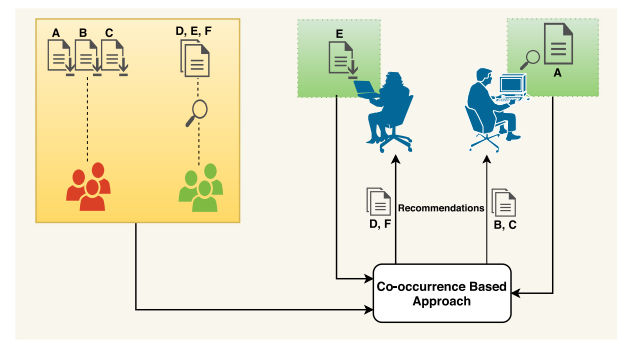 A B C
D, E, F
E
A
D, F
Recommendations
B, C
Co-occurrence Based
Approach